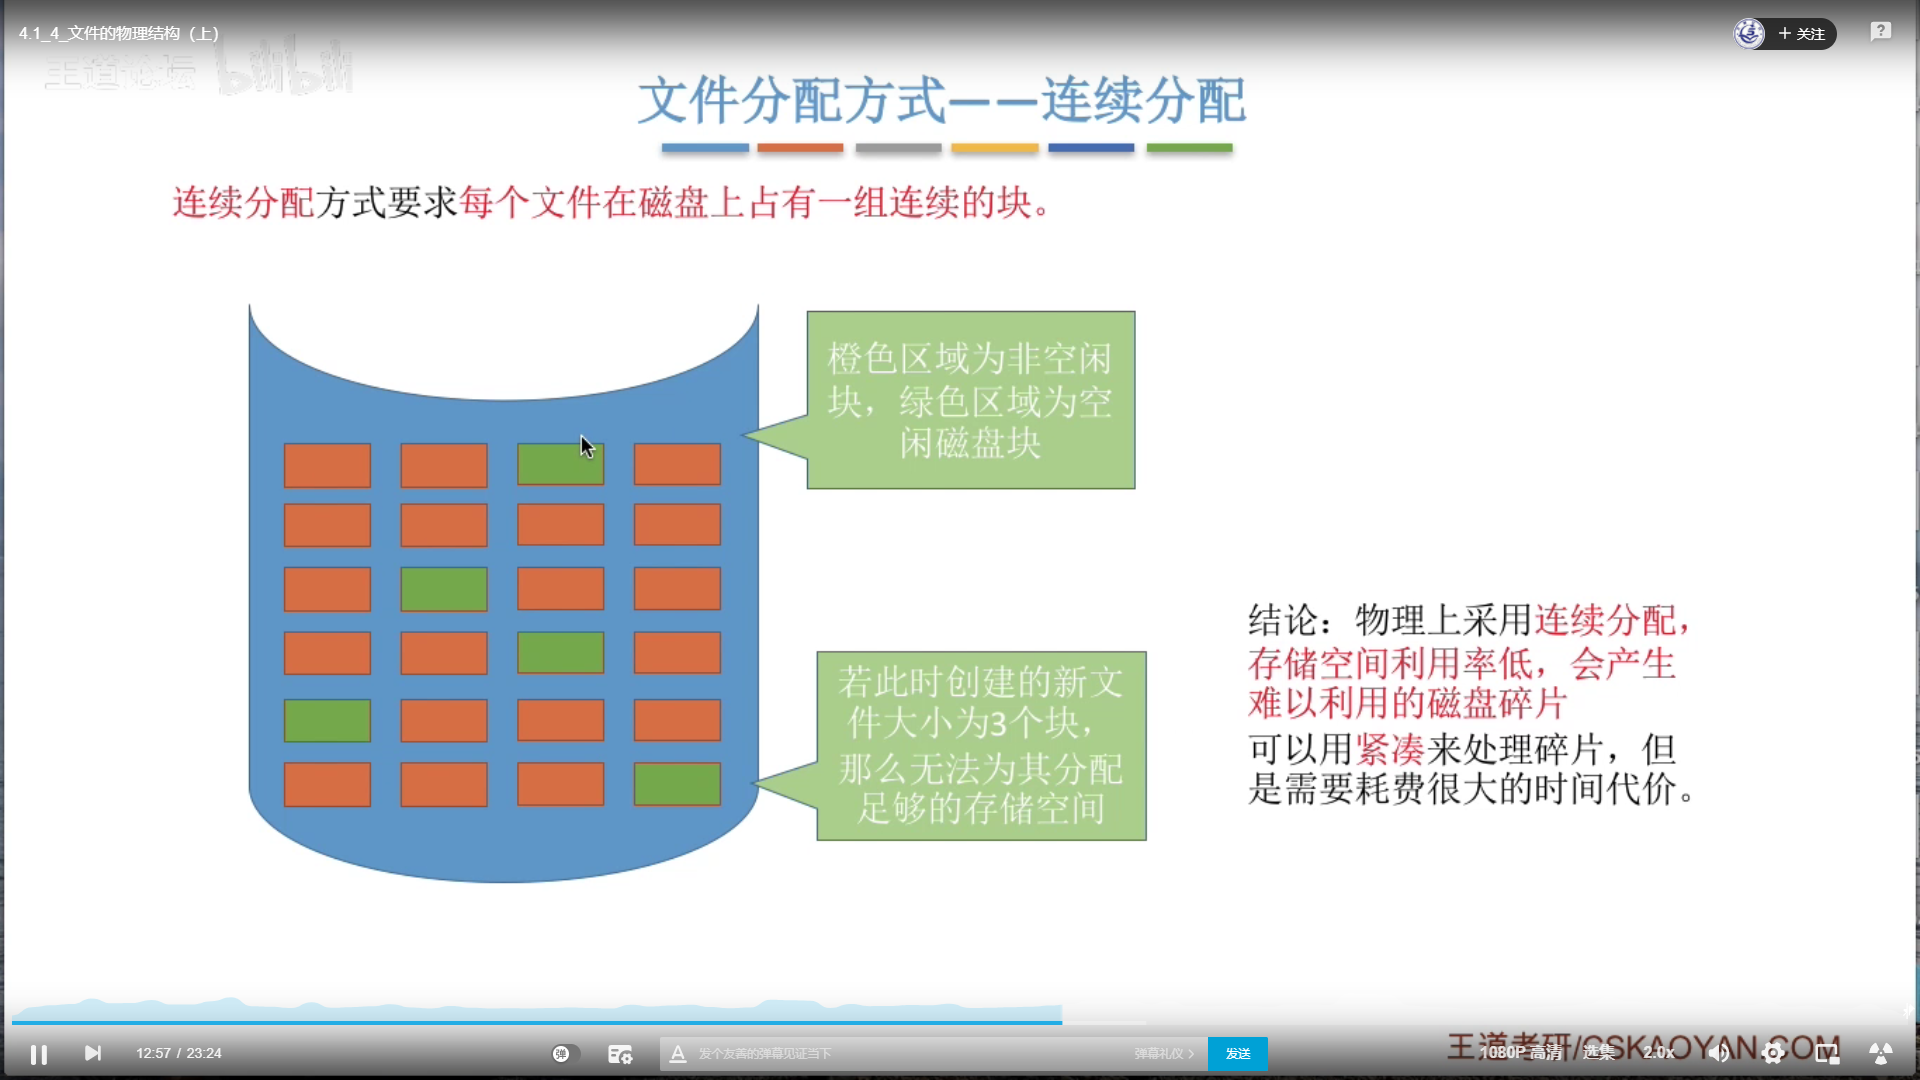 4.1_4_文件的物理结构（上）
+ 关注
王道论坛 bilibili
文件分配方式——连续分配
连续分配方式要求每个文件在磁盘上占有一组连续的块。
橙色区域为非空闲
块，绿色区域为空
闲磁盘块
若此时创建的新文
件大小为3个块，
那么无法为其分配
足够的存储空间
结论：物理上采用连续分配，
存储空间利用率低，会产生
难以利用的磁盘碎片
可以用紧凑来处理碎片，但
是需要耗费很大的时间代价。
12:57 / 23:24
弹
发个友善的弹幕见证当下
弹幕礼仪 >
发送
王道考研/CSKAOYAN.COM
1080P 高清
选集
2.0x